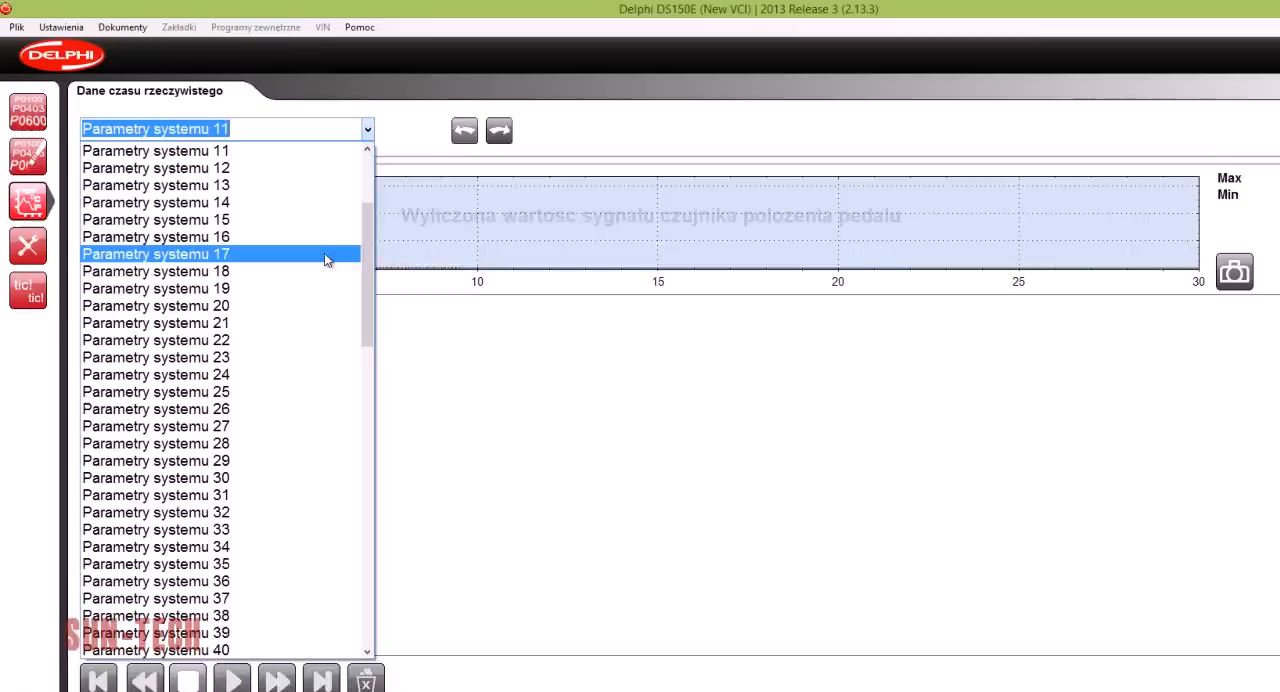 Delphi DS150E (New VCI) | 2013 Release 3 (2.13.3)
Plik Ustawienia Dokumenty Zakładki Programy zewnętrzne VIN Pomoc
DELPHI
Dane czasu rzeczywistego
P0100
P0403
P0600
P0100
tic!
tic!
Parametry systemu 11
Parametry systemu 11
Parametry systemu 12
Parametry systemu 13
Parametry systemu 14
Parametry systemu 15
Parametry systemu 16
Parametry systemu 17
Parametry systemu 18
Parametry systemu 19
Parametry systemu 20
Parametry systemu 21
Parametry systemu 22
Parametry systemu 23
Parametry systemu 24
Parametry systemu 25
Parametry systemu 26
Parametry systemu 27
Parametry systemu 28
Parametry systemu 29
Parametry systemu 30
Parametry systemu 31
Parametry systemu 32
Parametry systemu 33
Parametry systemu 34
Parametry systemu 35
Parametry systemu 36
Parametry systemu 37
Parametry systemu 38
Parametry systemu 39
Parametry systemu 40
Wyliczona wartosc sygnału czujnika polozenia pedalu
Max
Min
10 15 20 25 30
SUN-TECH